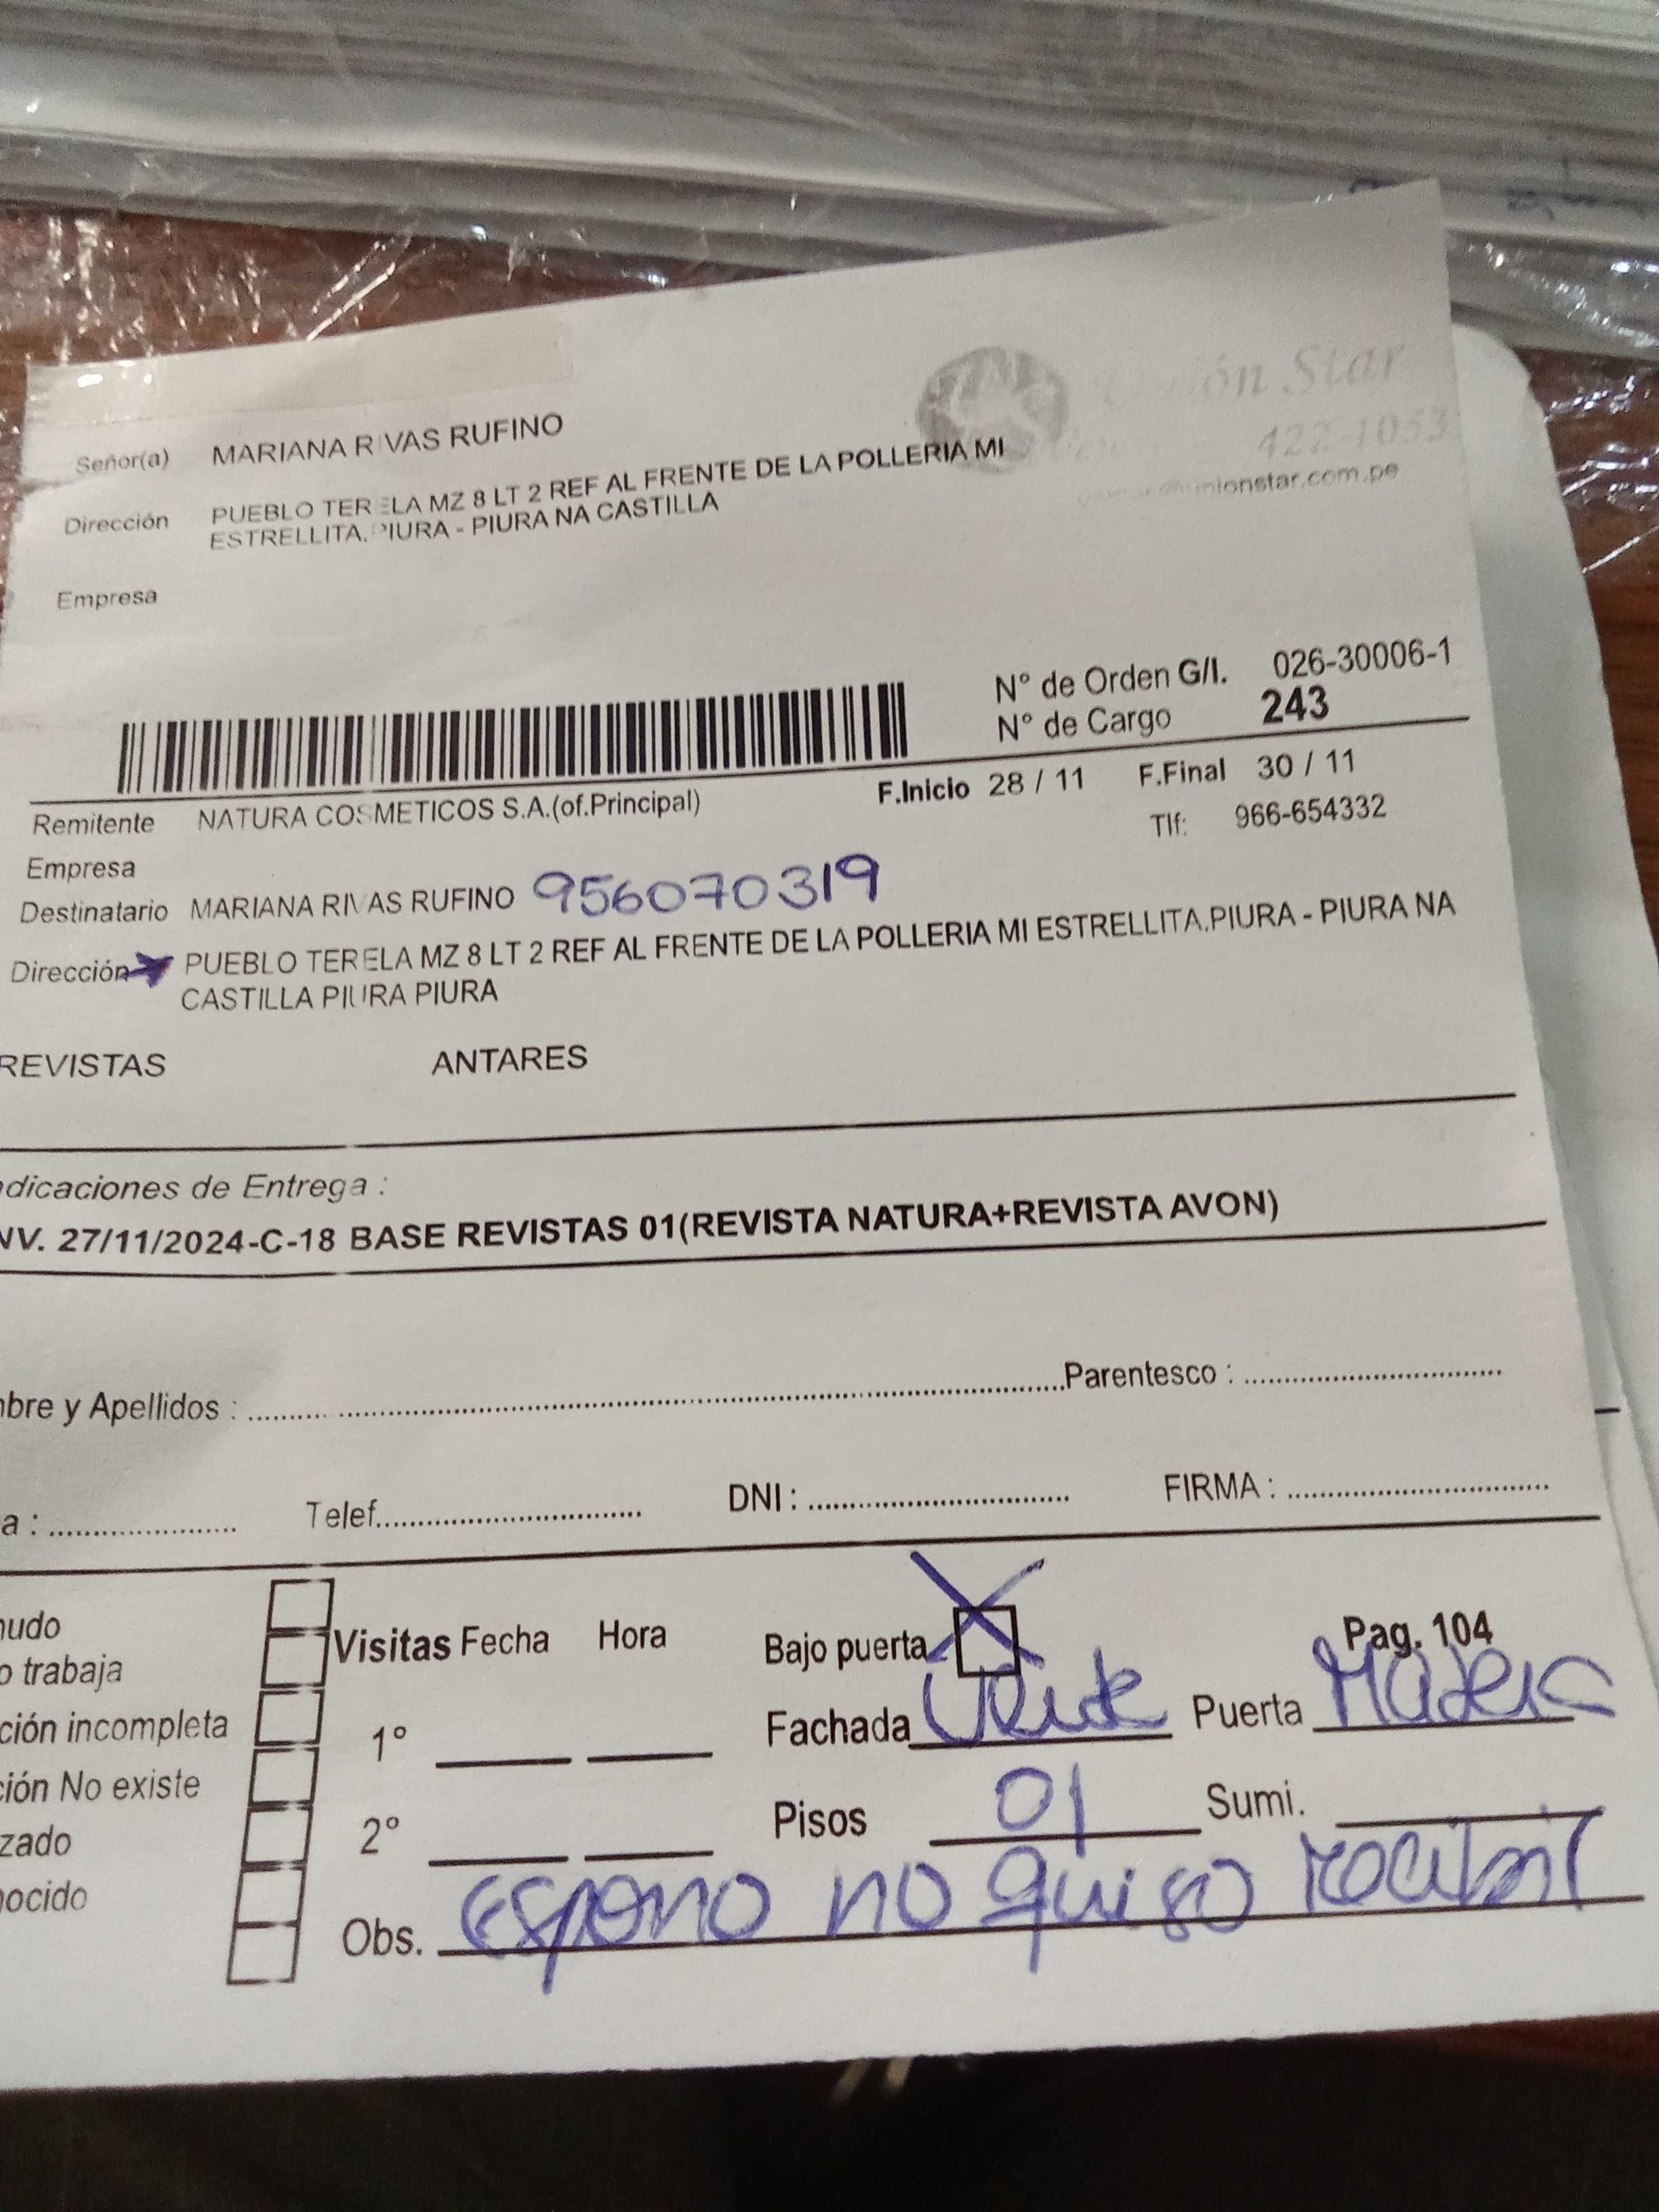 Unión Star
422-1053
Señor(a) MARIANA RIVAS RUFINO
Dirección PUEBLO TERELA MZ 8 LT 2 REF AL FRENTE DE LA POLLERIA MI
ESTRELLITA.PIURA - PIURA NA CASTILLA
Empresa
N° de Orden G/I. 026-30006-1
N° de Cargo 243
F.Inicio 28 / 11 F.Final 30 / 11
Remitente NATURA COSMETICOS S.A.(of.Principal) Tlf: 966-654332
Empresa
Destinatario MARIANA RIVAS RUFINO 956070319
Dirección PUEBLO TERELA MZ 8 LT 2 REF AL FRENTE DE LA POLLERIA MI ESTRELLITA.PIURA - PIURA NA
CASTILLA PIURA PIURA
REVISTAS ANTARES
ndicaciones de Entrega :
NV. 27/11/2024-C-18 BASE REVISTAS 01(REVISTA NATURA+REVISTA AVON)
mbre y Apellidos : Parentesco :
a : Telef. DNI : FIRMA :
nudo
Visitas Fecha Hora Bajo puerta X Pag. 104
o trabaja
Fachada Verde Puerta Madera
ción incompleta 1°
ción No existe Pisos 01 Sumi.
zado 2°
nocido
Obs. Esposo no quiso recibir